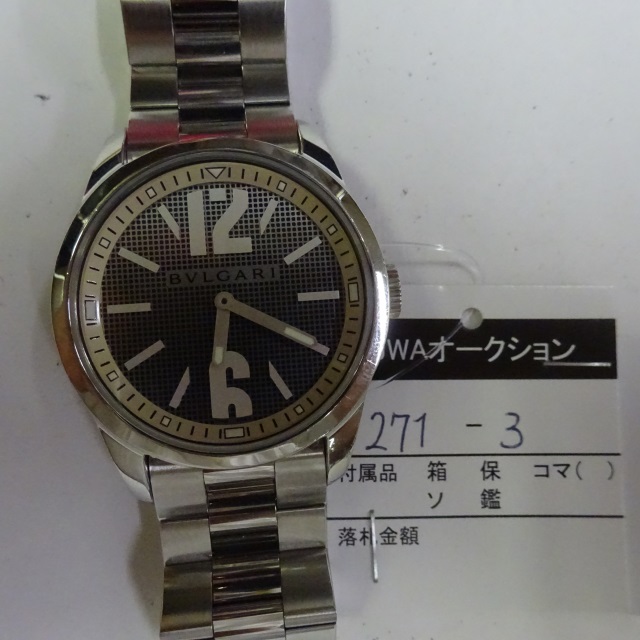 12
BVLGARI
6
WAオークション
271 - 3
付属品 箱 保 コマ( )
ソ 鑑
落札金額